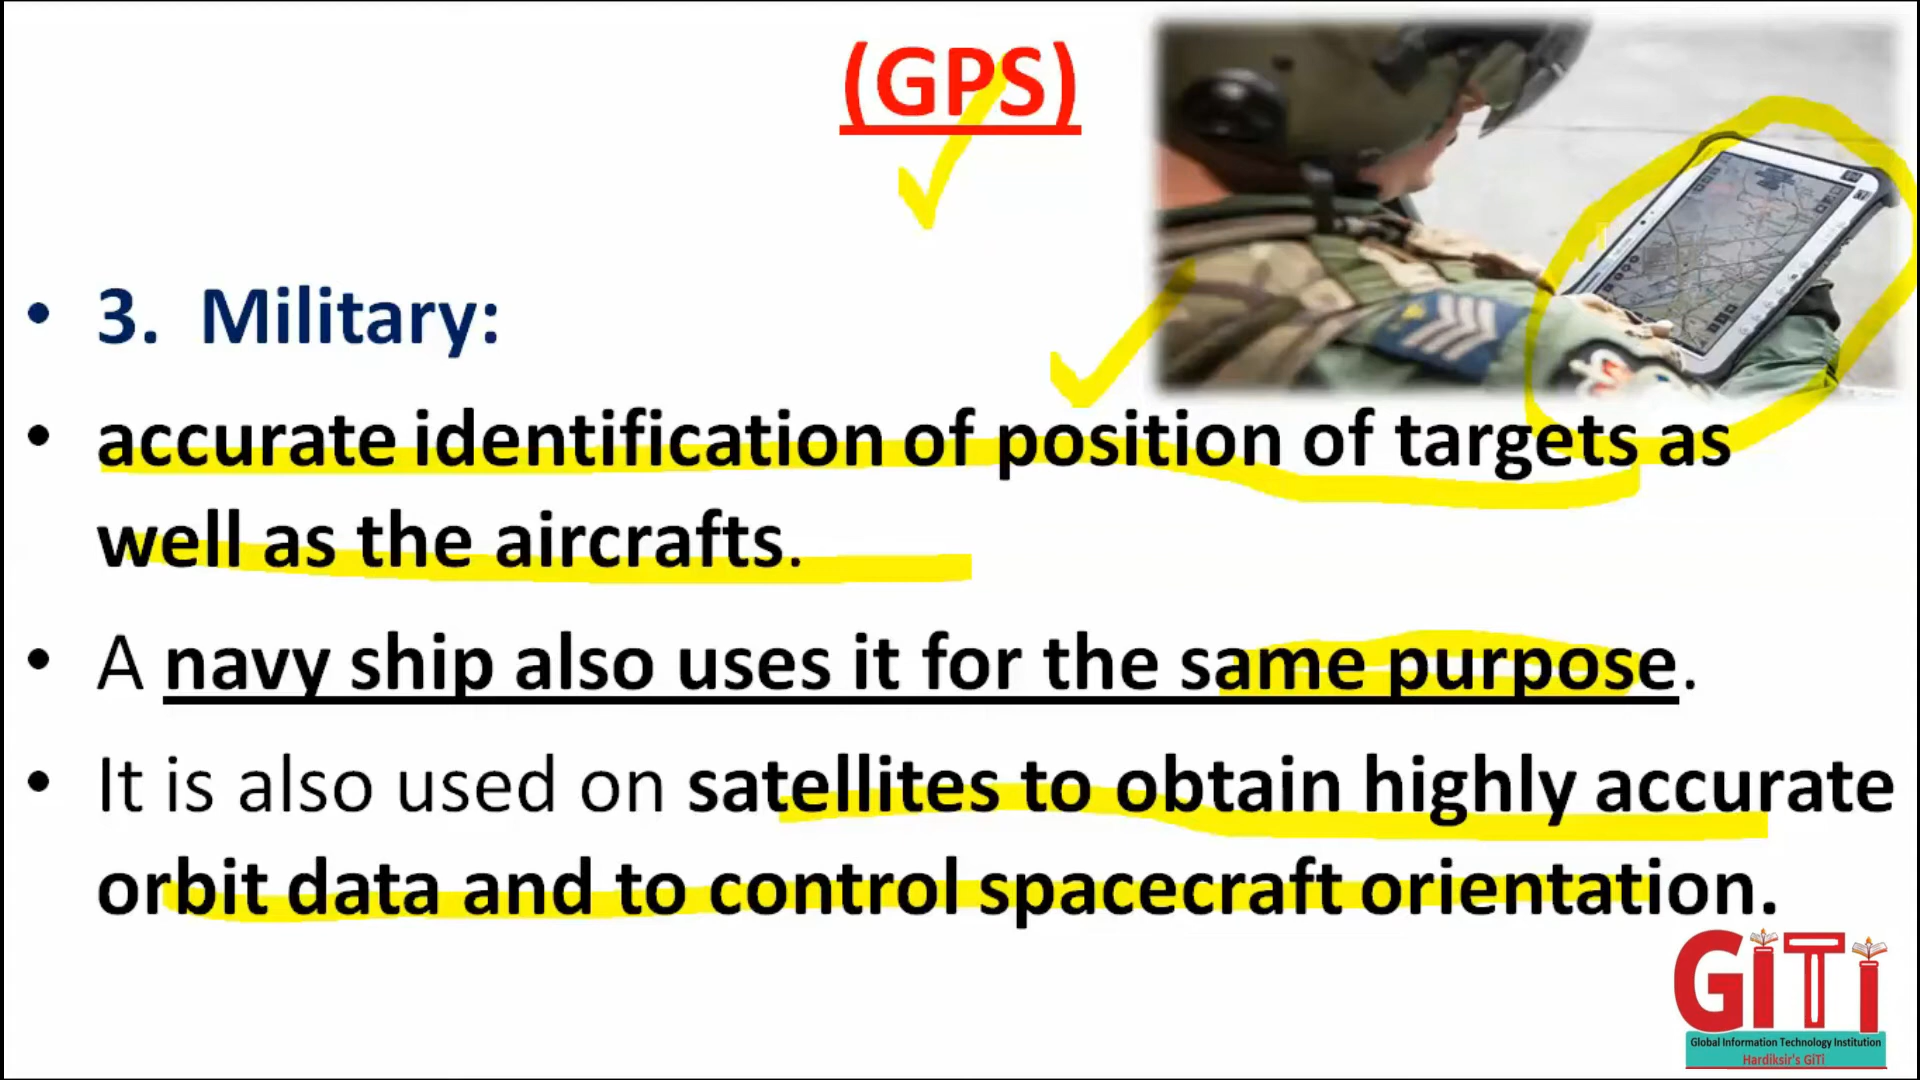 (GPS)
• 3. Military:
• accurate identification of position of targets as
well as the aircrafts.
• A navy ship also uses it for the same purpose.
• It is also used on satellites to obtain highly accurate
orbit data and to control spacecraft orientation.
GiTi
Global Information Technology Institution
Hardiksir's GiTi